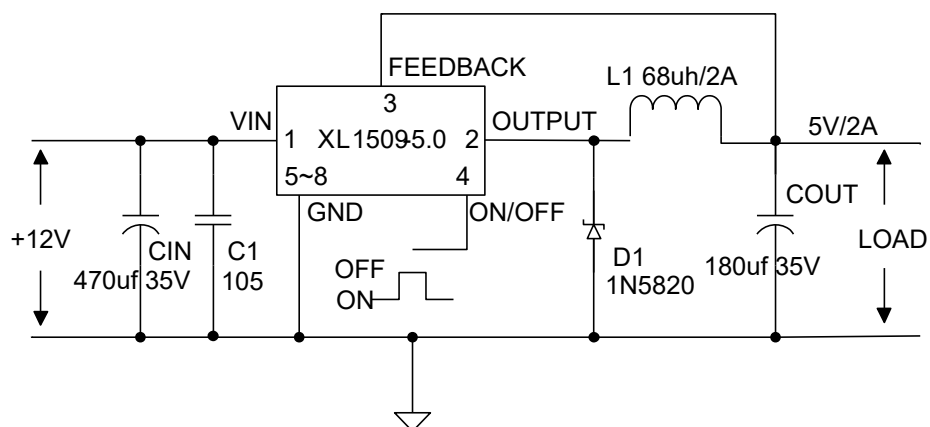 FEEDBACK
L1 68uh/2A
3
VIN
OUTPUT
5V/2A
1 XL1509-5.0 2
5~8 4
GND
ON/OFF
COUT
+12V
CIN
470uf 35V
C1
105
OFF
ON
D1
1N5820
180uf 35V
LOAD